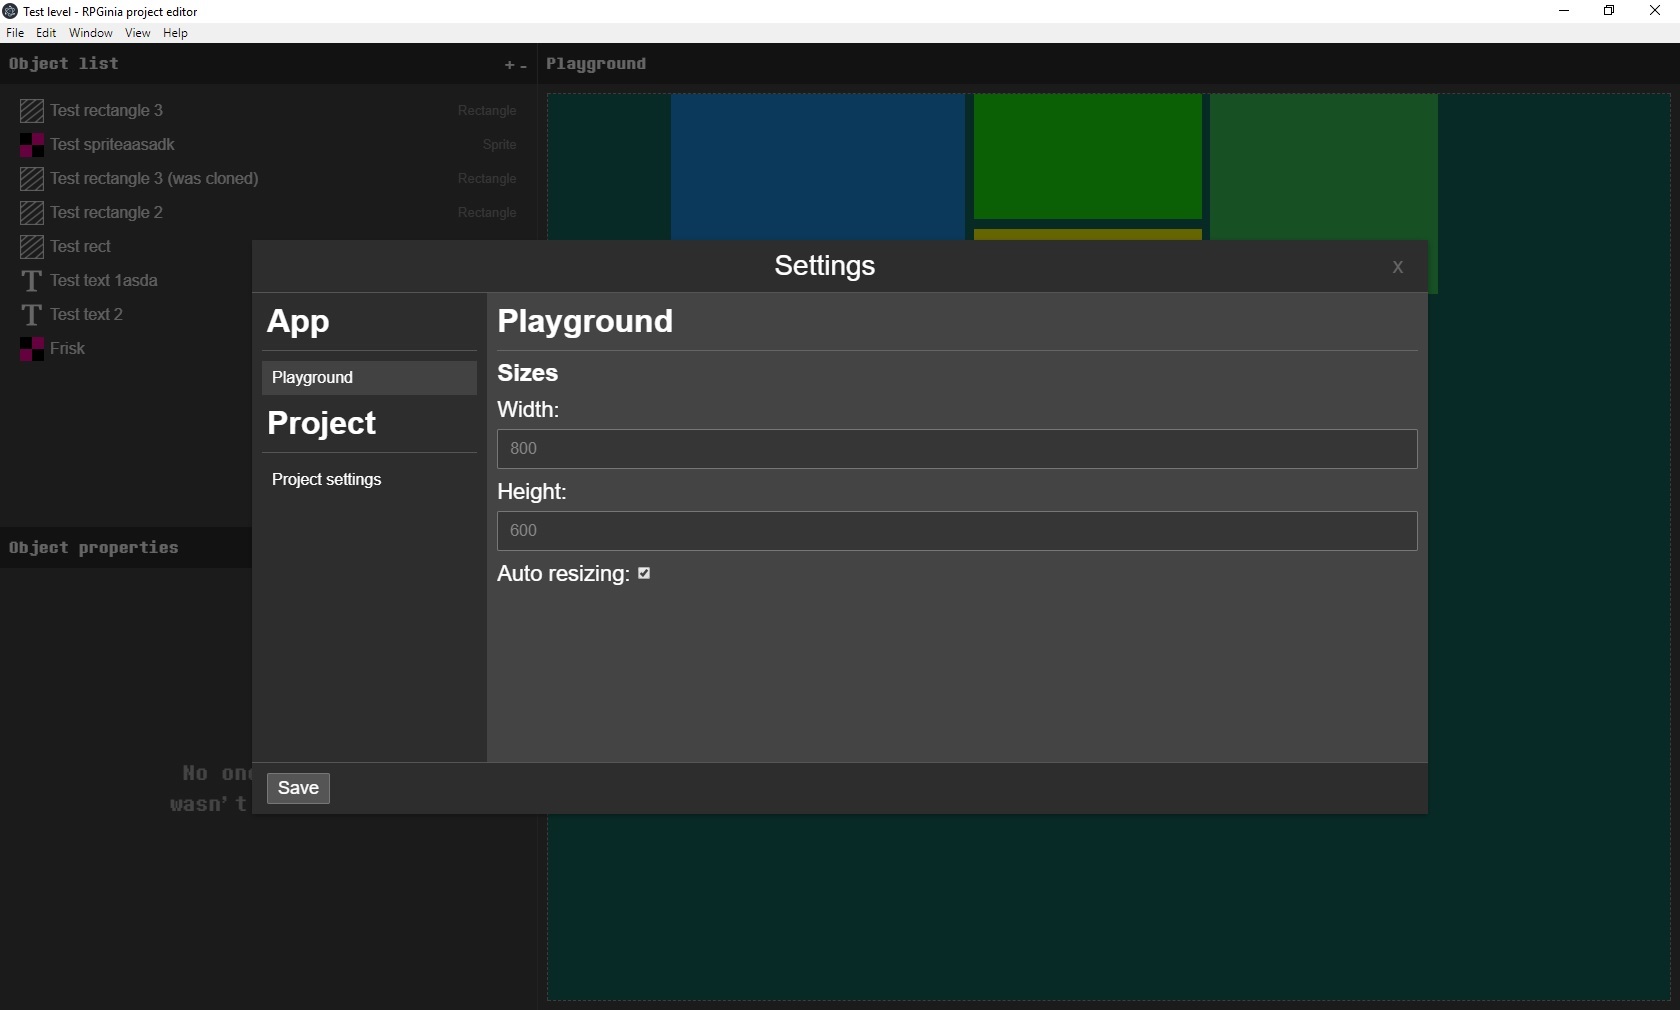 Test level - RPGinia project editor
File Edit Window View Help
Object list + -
Playground
Test rectangle 3 Rectangle
Test spriteaasadk Sprite
Test rectangle 3 (was cloned) Rectangle
Test rectangle 2 Rectangle
Test rect
Test text 1asda
Test text 2
Frisk
Object properties
No
wasn't
Settings
X
App
Playground
Project
Project settings
Playground
Sizes
Width:
800
Height:
600
Auto resizing:
Save